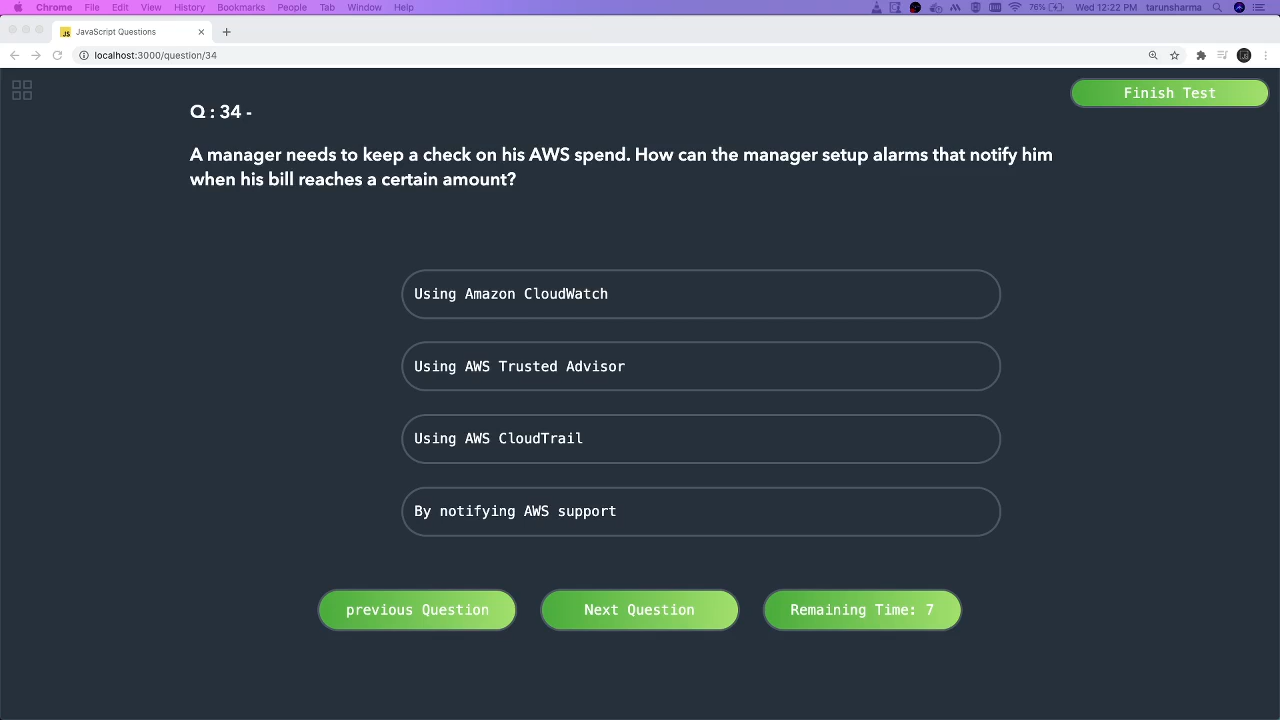 Chrome File Edit View History Bookmarks People Tab Window Help 76% Wed 12:22 PM tarunsharma
JS JavaScript Questions
localhost:3000/question/34
Finish Test
Q : 34 -
A manager needs to keep a check on his AWS spend. How can the manager setup alarms that notify him
when his bill reaches a certain amount?
Using Amazon CloudWatch
Using AWS Trusted Advisor
Using AWS CloudTrail
By notifying AWS support
previous Question Next Question Remaining Time: 7